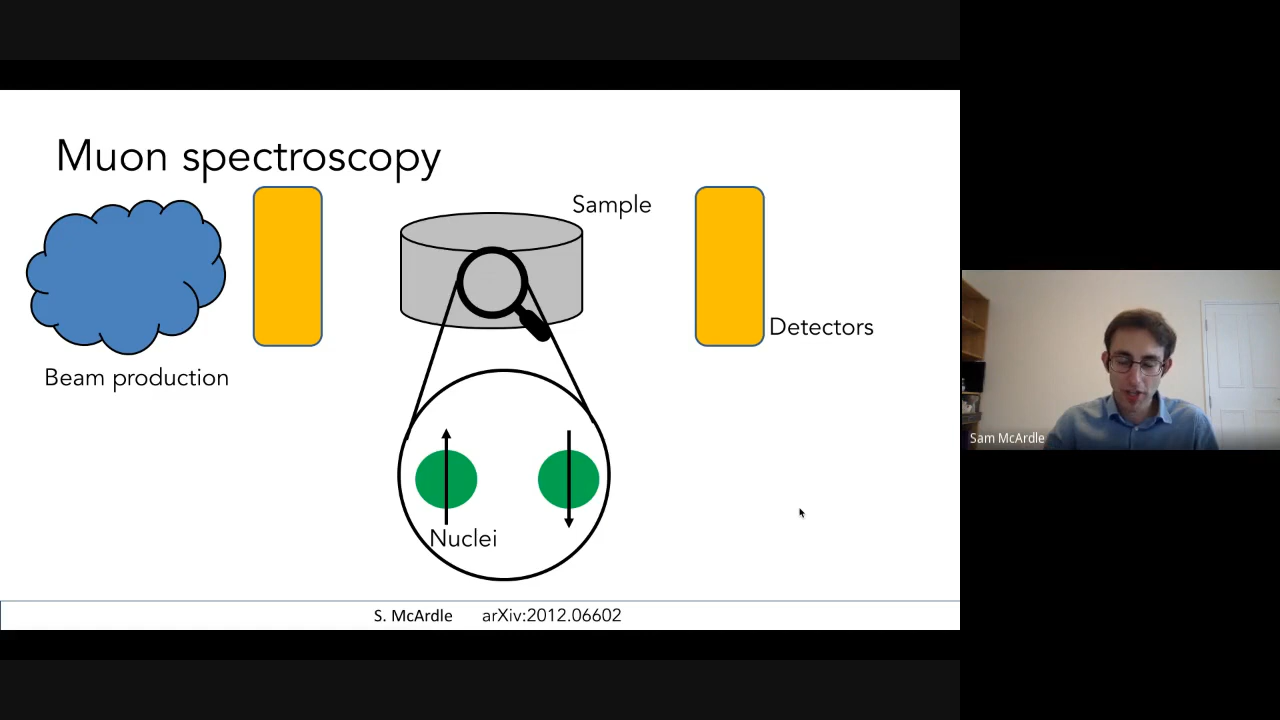 Muon spectroscopy
Sample
Detectors
Beam production
Nuclei
Sam McArdle
S. McArdle arXiv:2012.06602